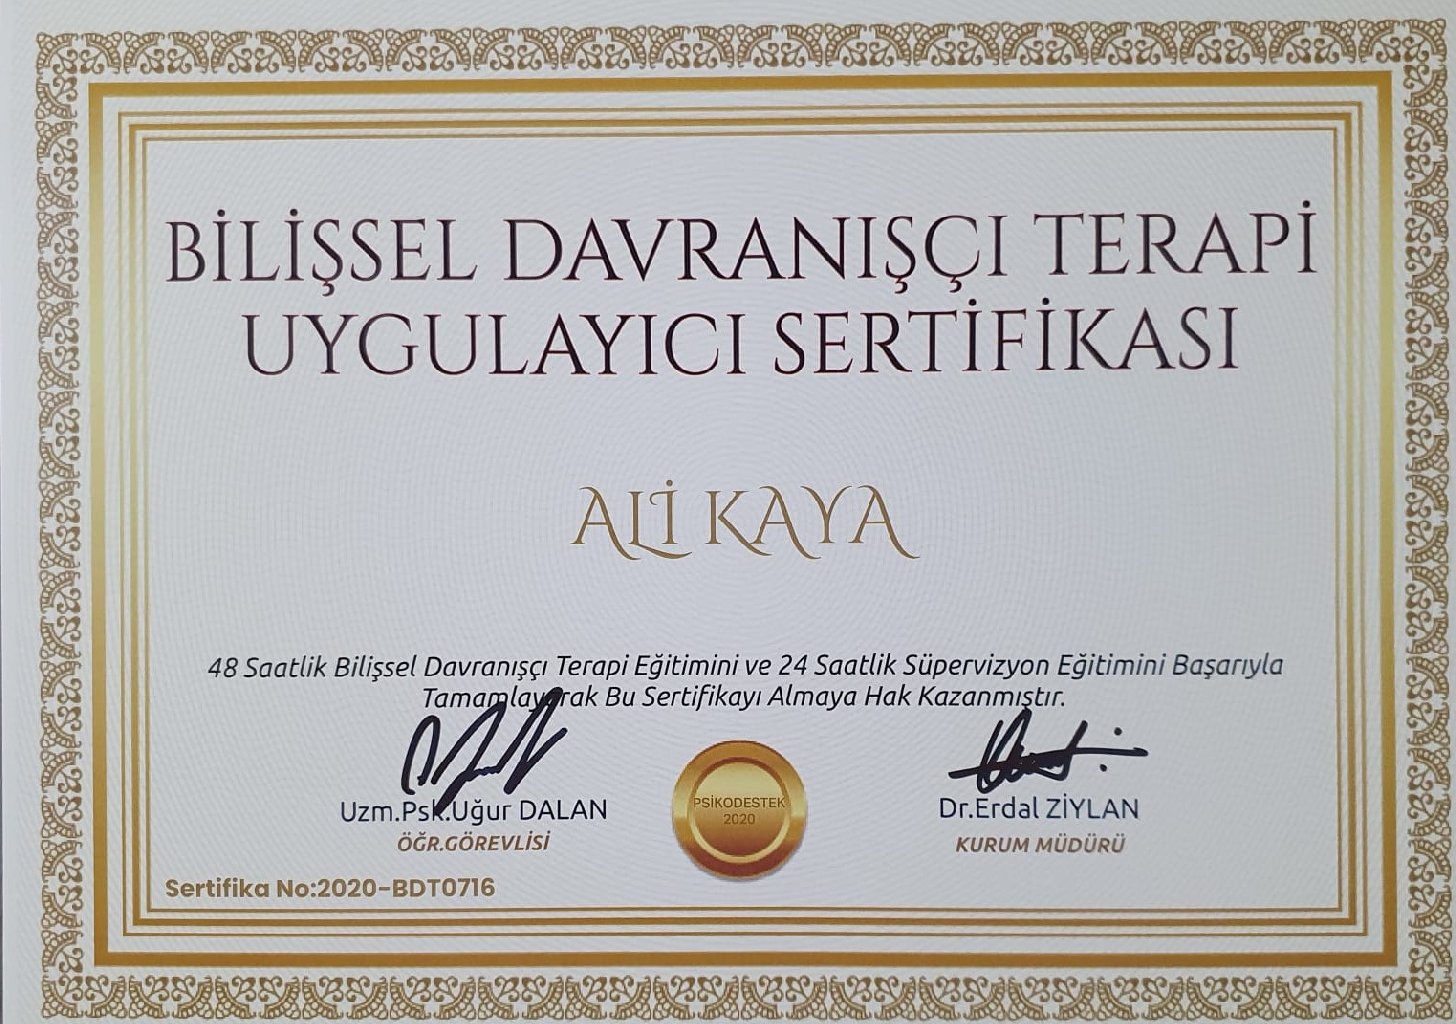 BİLİŞSEL DAVRANIŞÇI TERAPİ
UYGULAYICI SERTİFİKASI
ALİ KAYA
48 Saatlik Bilişsel Davranışçı Terapi Eğitimini ve 24 Saatlik Süpervizyon Eğitimini Başarıyla
Tamamlayarak Bu Sertifikayı Almaya Hak Kazanmıştır.
Uzm.Psk.Uğur DALAN
ÖĞR.GÖREVLİSİ
PSİKODESTEK
2020
Dr.Erdal ZİYLAN
KURUM MÜDÜRÜ
Sertifika No:2020-BDT0716